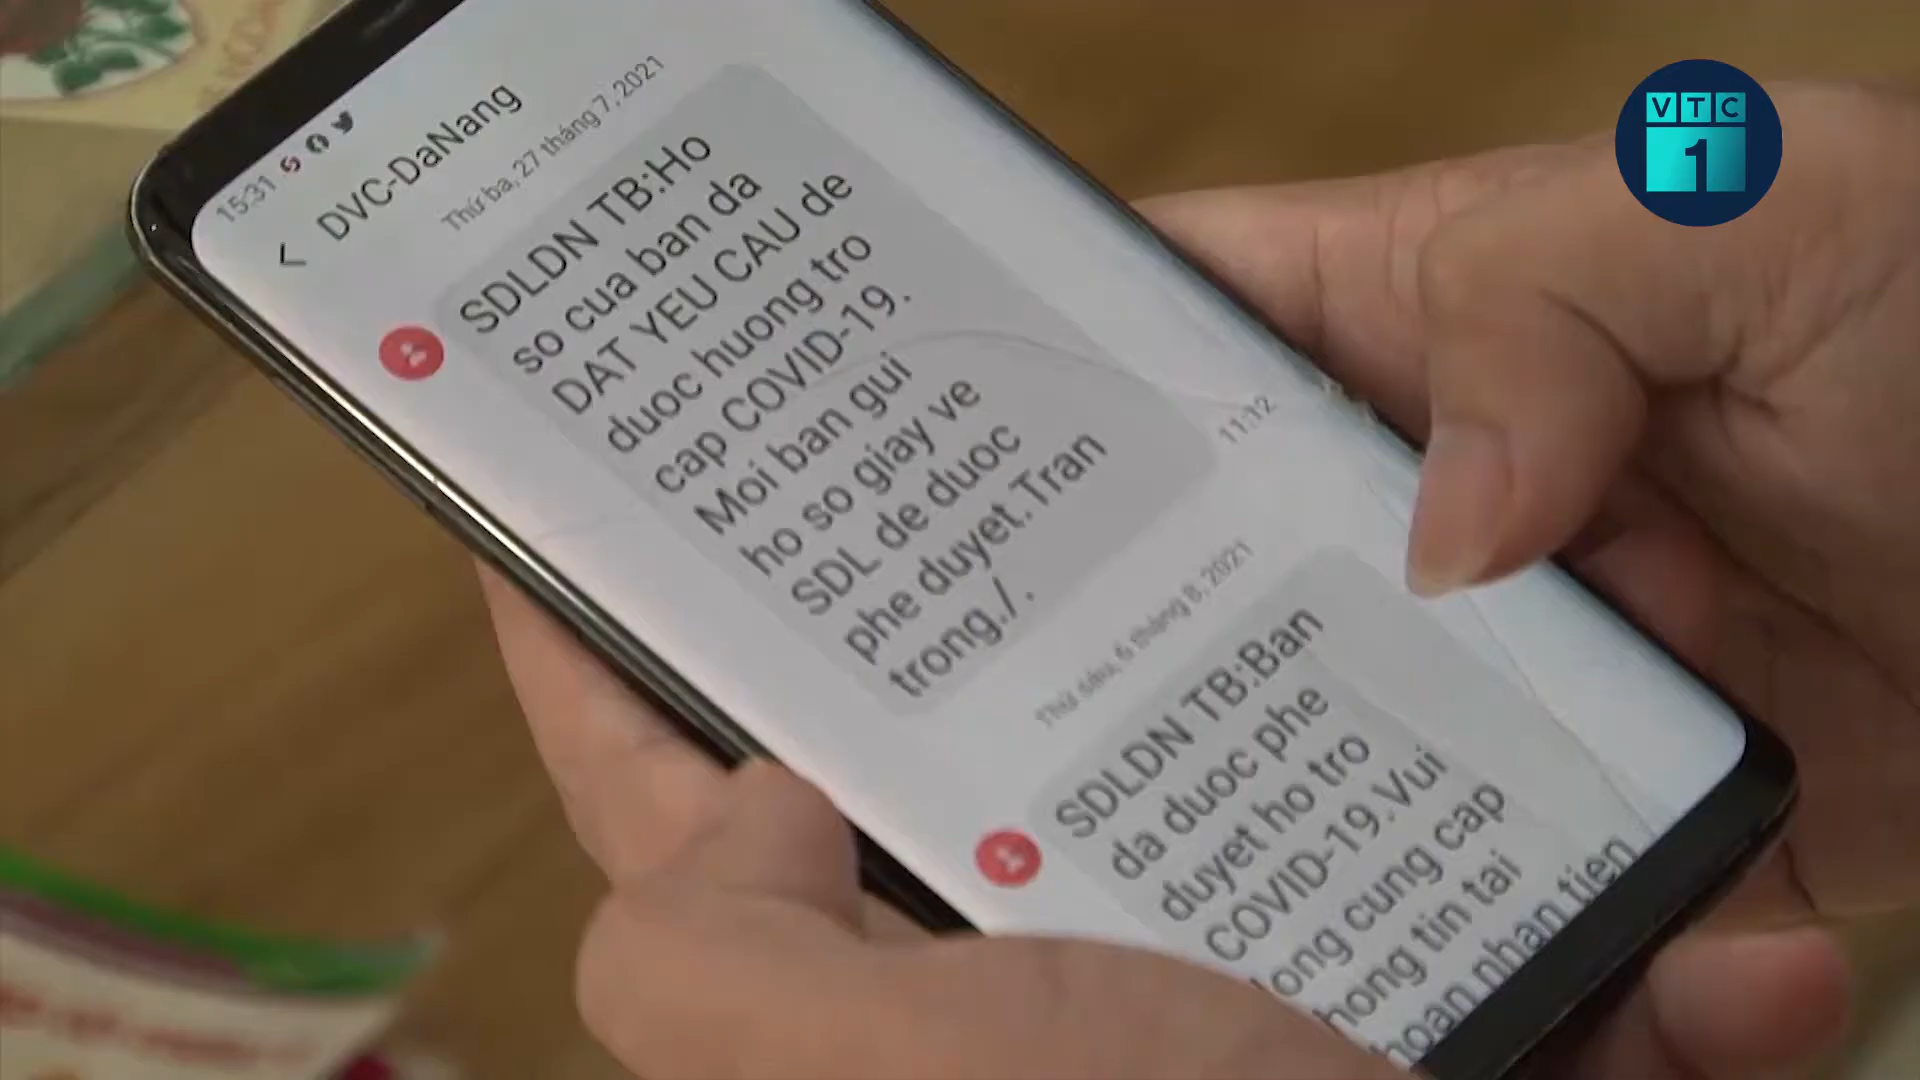 VTC
1
15:31
DVC-DaNang
Thứ ba, 27 tháng 7, 2021
SDLDN TB:Ho
so cua ban da
DAT YEU CAU de
duoc huong tro
cap COVID-19.
Moi ban gui
ho so giay ve
SDL de duoc
phe duyet.Tran
trong./.
11:12
Thứ sáu, 6 tháng 8, 2021
SDLDN TB:Ban
da duoc phe
duyet ho tro
COVID-19.Vui
long cung cap
hong tin tai
hoan nhan tien